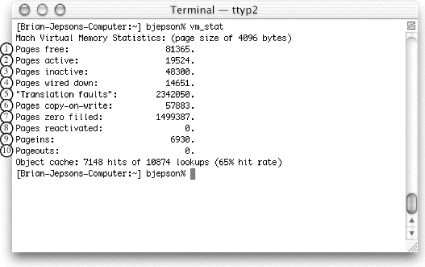 Terminal — ttyp2
[Brian-Jepsons-Computer:~] bjepson% vm_stat
Mach Virtual Memory Statistics: (page size of 4096 bytes)
1 Pages free: 81365.
2 Pages active: 19524.
3 Pages inactive: 48300.
4 Pages wired down: 14651.
5 "Translation faults": 2342050.
6 Pages copy-on-write: 57883.
7 Pages zero filled: 1499387.
8 Pages reactivated: 0.
9 Pageins: 6930.
10 Pageouts: 0.
Object cache: 7148 hits of 10874 lookups (65% hit rate)
[Brian-Jepsons-Computer:~] bjepson%